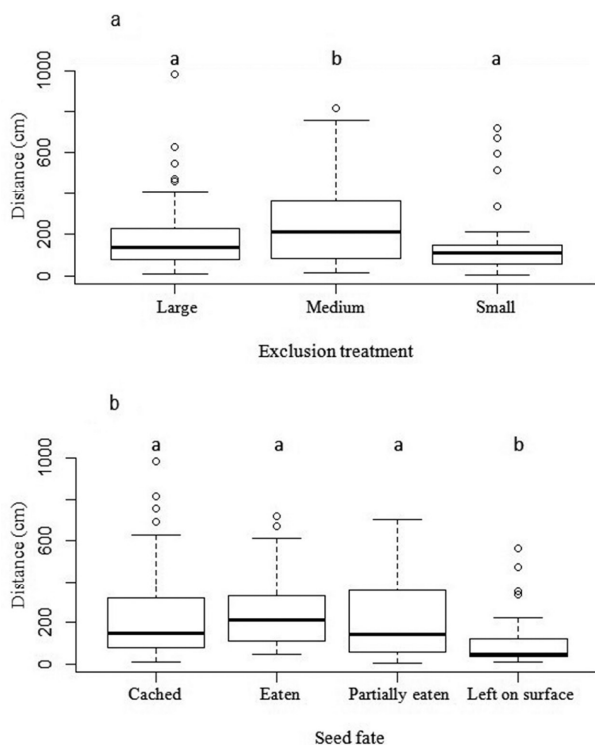 a
a b a
1000
600
200
0
Distance (cm)
Large Medium Small
Exclusion treatment
b
a a a b
1000
600
200
0
Distance (cm)
Cached Eaten Partially eaten Left on surface
Seed fate